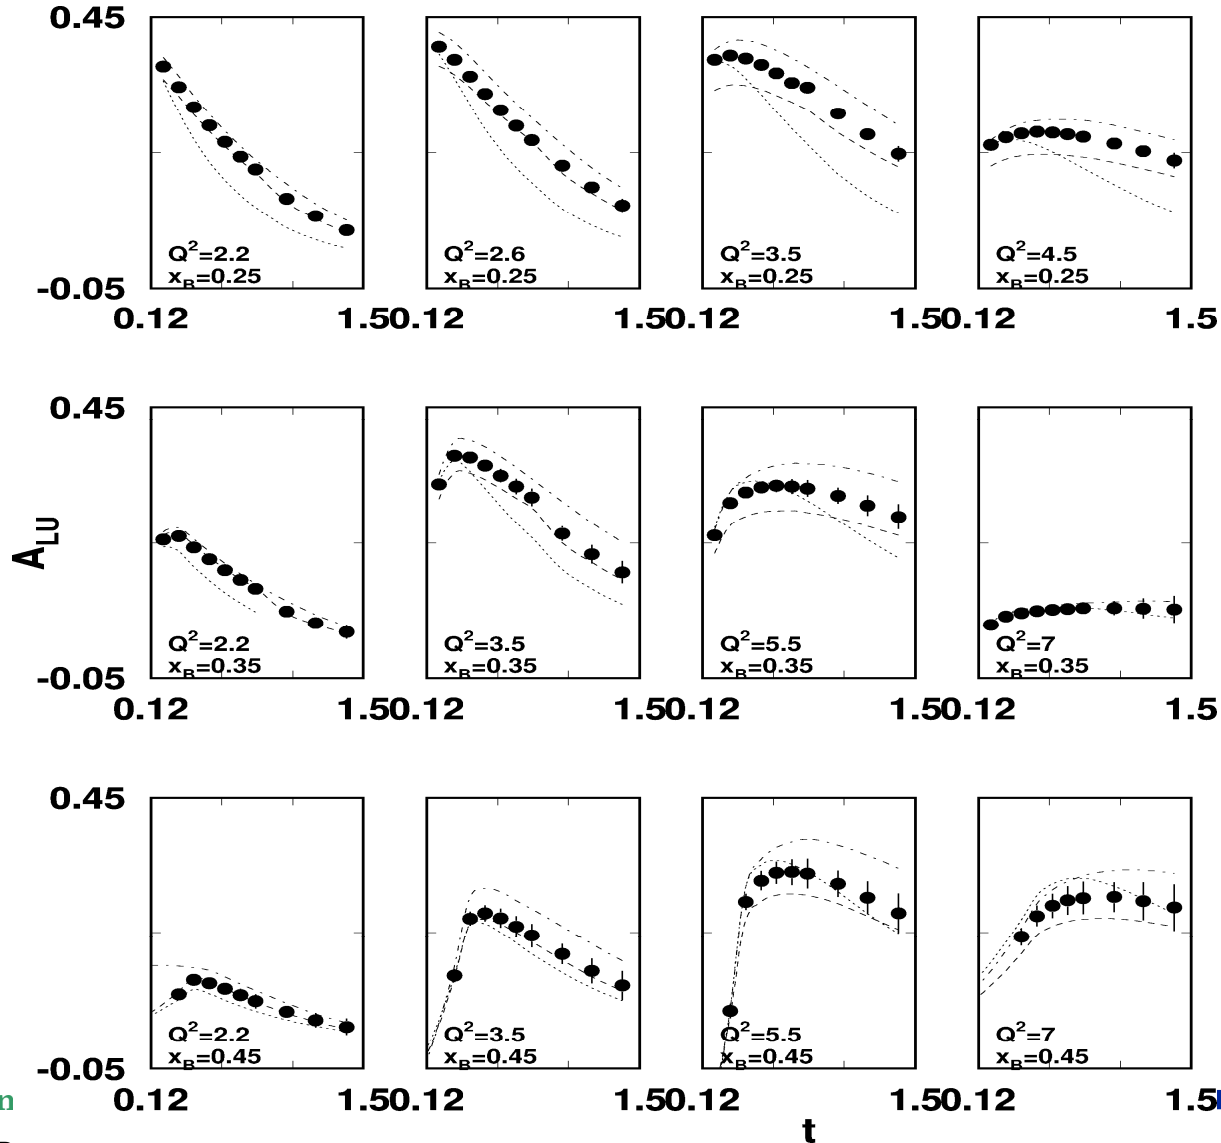 0.45
Q²=2.2 Q²=2.6 Q²=3.5 Q²=4.5
x_B=0.25 x_B=0.25 x_B=0.25 x_B=0.25
-0.05
0.12 1.50.12 1.50.12 1.50.12 1.5
0.45
A_LU
Q²=2.2 Q²=3.5 Q²=5.5 Q²=7
x_B=0.35 x_B=0.35 x_B=0.35 x_B=0.35
-0.05
0.12 1.50.12 1.50.12 1.50.12 1.5
0.45
Q²=2.2 Q²=3.5 Q²=5.5 Q²=7
x_B=0.45 x_B=0.45 x_B=0.45 x_B=0.45
-0.05
n 0.12 1.50.12 1.50.12 1.50.12 1.5
t